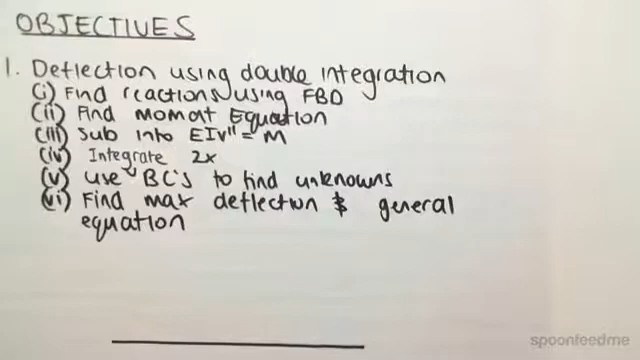 OBJECTIVES
1. Deflection using double integration
(i) Find reactions using FBD
(ii) Find Moment Equation
(iii) Sub into EIv" = M
(iv) Integrate 2x
(v) Use BC's to find unknowns
(vi) Find max deflection & general
equation
spoonfeedme